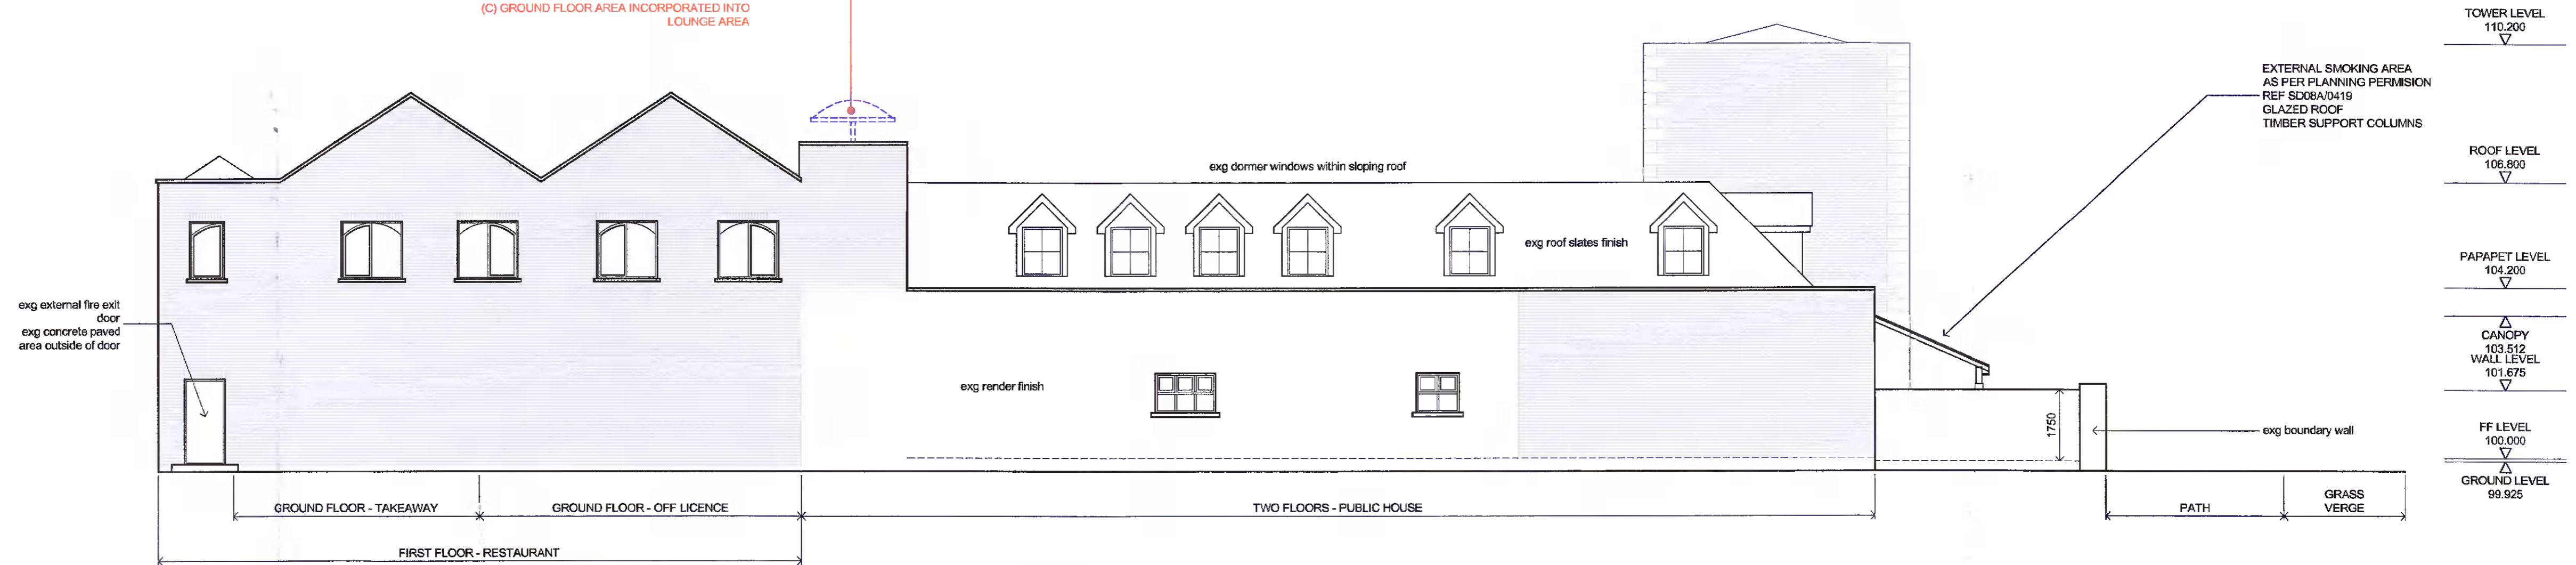 (C) GROUND FLOOR AREA INCORPORATED INTO
LOUNGE AREA
TOWER LEVEL
110.200
EXTERNAL SMOKING AREA
AS PER PLANNING PERMISION
REF SD08A/0419
GLAZED ROOF
TIMBER SUPPORT COLUMNS
ROOF LEVEL
106.800
exg dormer windows within sloping roof
exg roof slates finish
PAPAPET LEVEL
104.200
exg external fire exit
door
exg concrete paved
area outside of door
CANOPY
103.512
WALL LEVEL
101.675
exg render finish
1750
exg boundary wall
FF LEVEL
100.000
GROUND LEVEL
99.925
GROUND FLOOR - TAKEAWAY
GROUND FLOOR - OFF LICENCE
TWO FLOORS - PUBLIC HOUSE
PATH
GRASS
VERGE
FIRST FLOOR - RESTAURANT